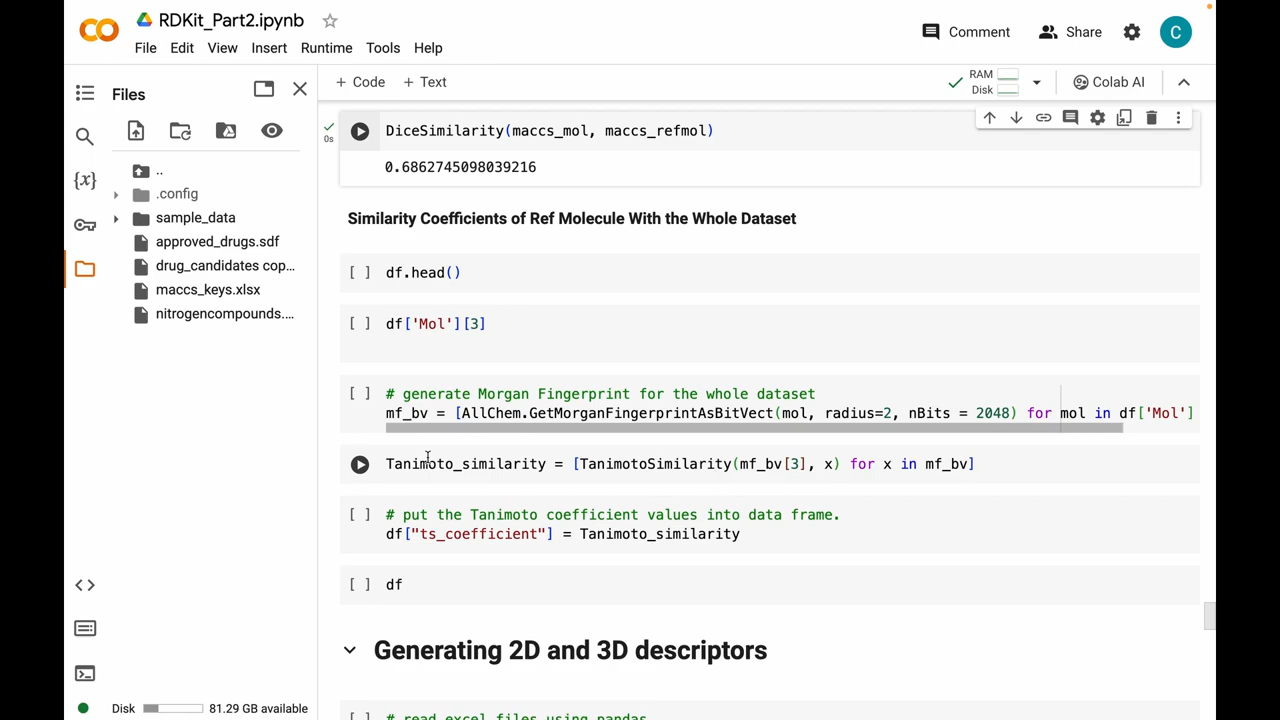 RDKit_Part2.ipynb
File Edit View Insert Runtime Tools Help
Comment
Share
C
Files
+ Code + Text
RAM
Disk
Colab AI
..
.config
sample_data
approved_drugs.sdf
drug_candidates cop...
maccs_keys.xlsx
nitrogencompounds....
{x}
0s
DiceSimilarity(maccs_mol, maccs_refmol)
0.6862745098039216
Similarity Coefficients of Ref Molecule With the Whole Dataset
[ ] df.head()
[ ] df['Mol'][3]
[ ] # generate Morgan Fingerprint for the whole dataset
mf_bv = [AllChem.GetMorganFingerprintAsBitVect(mol, radius=2, nBits = 2048) for mol in df['Mol']
Tanimoto_similarity = [TanimotoSimilarity(mf_bv[3], x) for x in mf_bv]
[ ] # put the Tanimoto coefficient values into data frame.
df["ts_coefficient"] = Tanimoto_similarity
[ ] df
Generating 2D and 3D descriptors
[ ] # read excel files using pandas
Disk 81.29 GB available